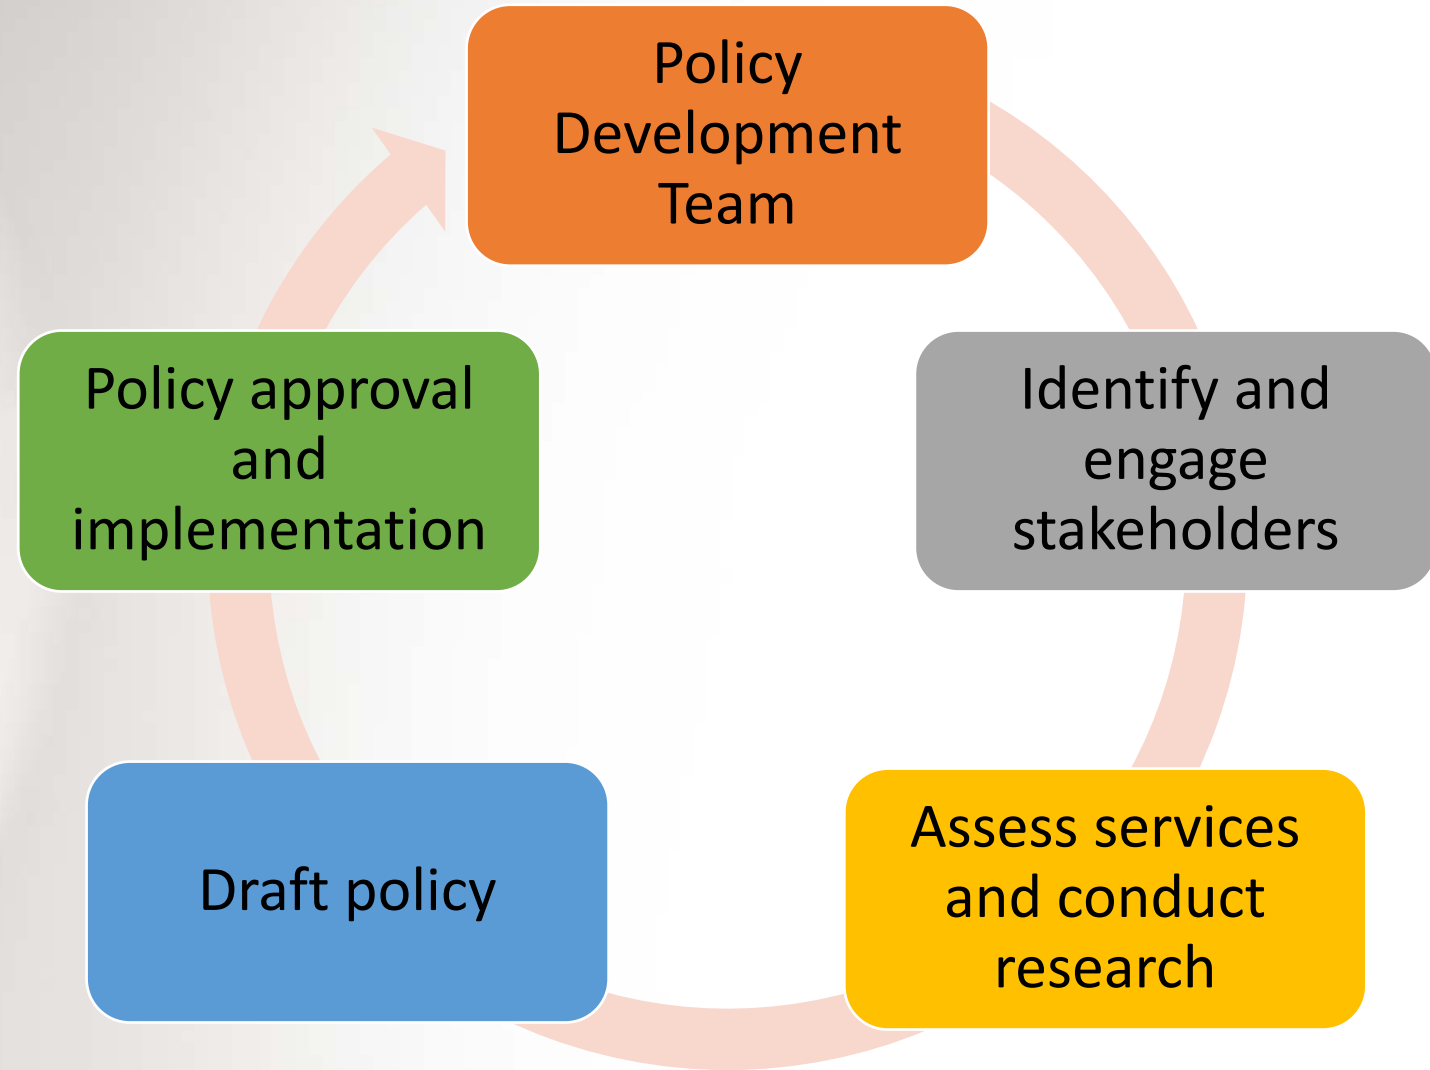 Policy
Development
Team
Identify and
engage
stakeholders
Assess services
and conduct
research
Draft policy
Policy approval
and
implementation